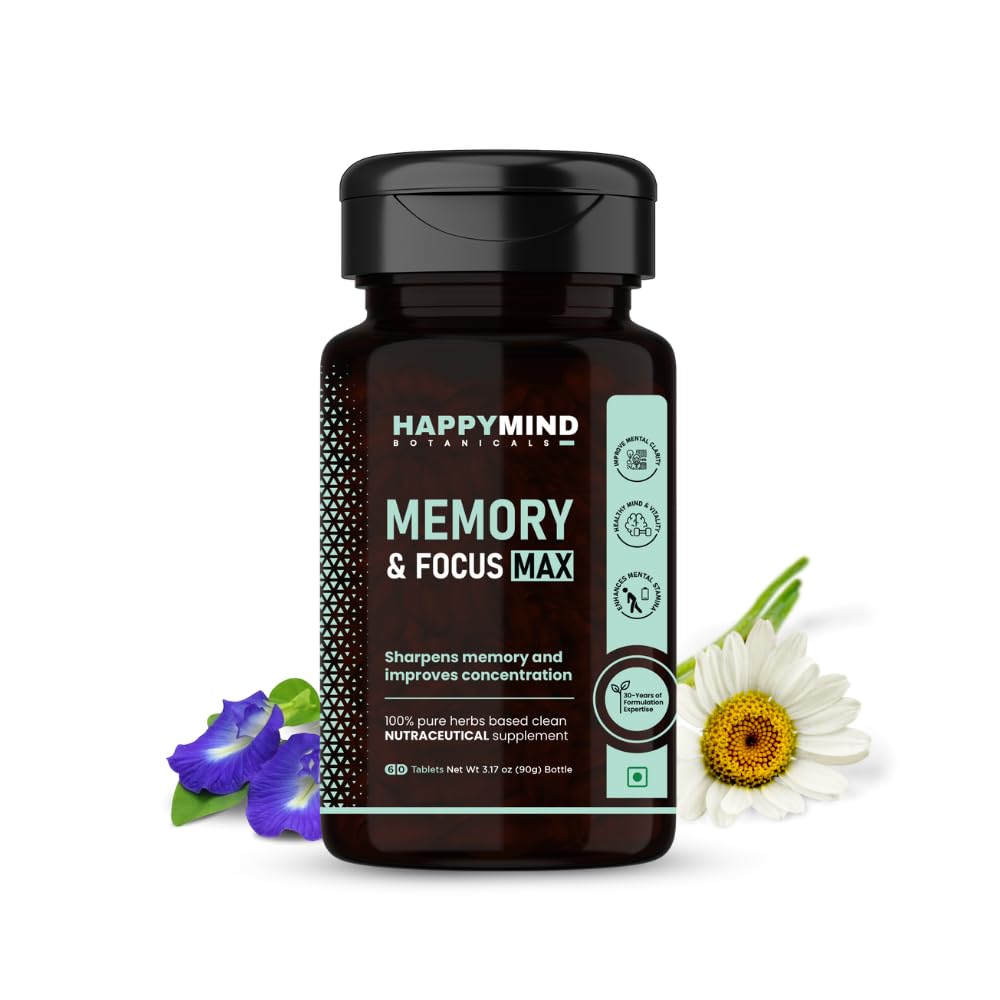 HAPPYMIND
BOTANICALS
MEMORY
& FOCUS MAX
Sharpens memory and
improves concentration
100% pure herbs based clean
NUTRACEUTICAL supplement
60 Tablets Net Wt 3.17 oz (90g) Bottle
IMPROVE MENTAL CLARITY
HEALTHY MIND & VITALITY
ENHANCES MENTAL STAMINA
30-Years of
Formulation
Expertise